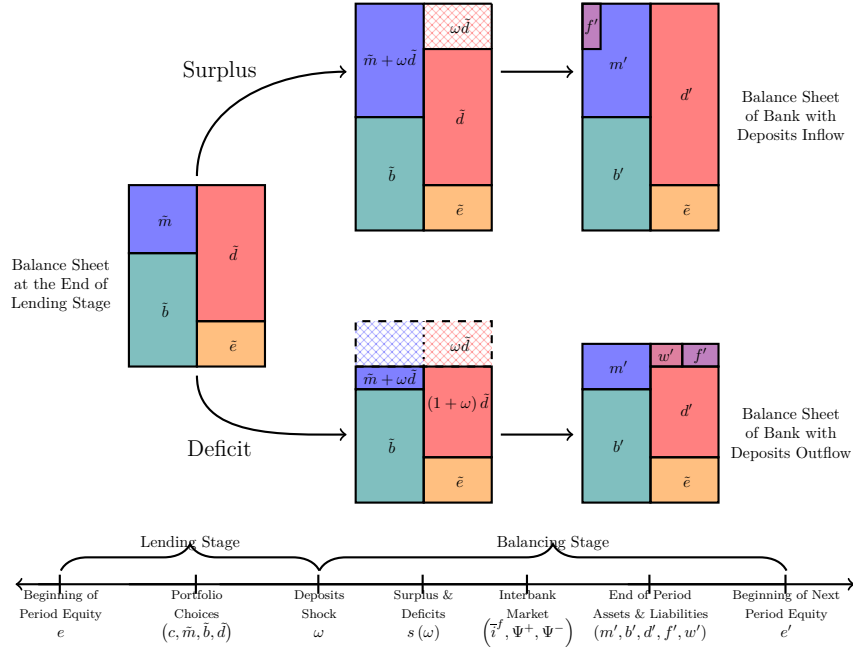 Surplus
m̃ + ωd̃
ωd̃
d̃
b̃
ẽ
f′
m′
d′
b′
ẽ
Balance Sheet
of Bank with
Deposits Inflow
Balance Sheet
at the End of
Lending Stage
m̃
d̃
b̃
ẽ
Deficit
ωd̃
m̃ + ωd̃
(1 + ω) d̃
b̃
ẽ
m′
w′
f′
d′
b′
ẽ
Balance Sheet
of Bank with
Deposits Outflow
Lending Stage
Balancing Stage
Beginning of
Period Equity
e
Portfolio
Choices
(c, m̃, b̃, d̃)
Deposits
Shock
ω
Surplus &
Deficits
s (ω)
Interbank
Market
(i̅ᶠ, Ψ⁺, Ψ⁻)
End of Period
Assets & Liabilities
(m′, b′, d′, f′, w′)
Beginning of Next
Period Equity
e′